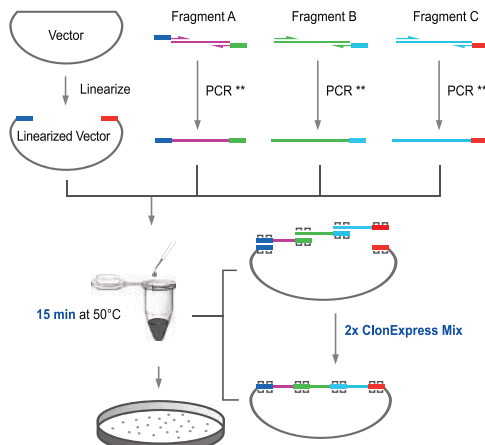 Vector
Fragment A
Fragment B
Fragment C
Linearize
PCR **
PCR **
PCR **
Linearized Vector
15 min at 50°C
2x ClonExpress Mix